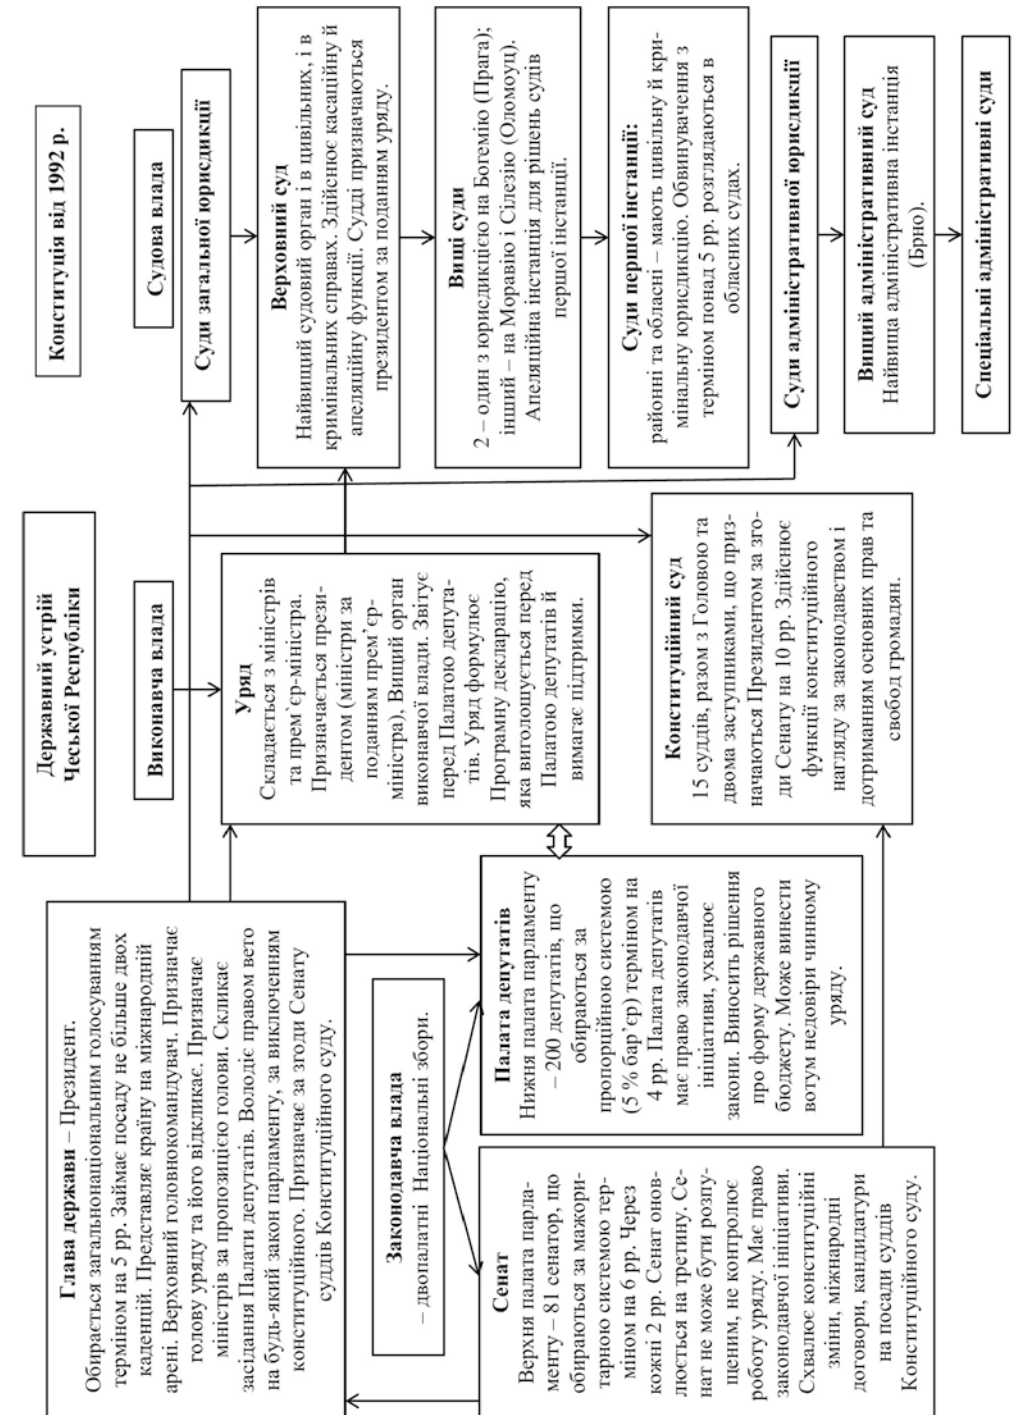 Державний устрій
Чеської Республіки
Конституція від 1992 р.
Глава держави – Президент.
Обирається загальнонаціональним голосуванням
терміном на 5 рр. Займає посаду не більше двох
каденцій. Представляє країну на міжнародній
арені. Верховний головнокомандувач. Призначає
голову уряду та його відкликає. Призначає
міністрів за пропозицією голови. Скликає
засідання Палати депутатів. Володіє правом вето
на будь-який закон парламенту, за виключенням
конституційного. Призначає за згоди Сенату
суддів Конституційного суду.
Законодавча влада
– двопалатні Національні збори.
Сенат
Верхня палата парла-
менту – 81 сенатор, що
обираються за мажори-
тарною системою тер-
міном на 6 рр. Через
кожні 2 рр. Сенат онов-
люється на третину. Се-
нат не може бути розпу-
щеним, не контролює
роботу уряду. Має право
законодавчої ініціативи.
Схвалює конституційні
зміни, міжнародні
договори, кандидатури
на посади суддів
Конституційного суду.
Палата депутатів
Нижня палата парламенту
– 200 депутатів, що
обираються за
пропорційною системою
(5 % бар’єр) терміном на
4 рр. Палата депутатів
має право законодавчої
ініціативи, ухвалює
закони. Виносить рішення
про форму державного
бюджету. Може винести
вотум недовіри чинному
уряду.
Виконавча влада
Уряд
Складається з міністрів
та прем’єр-міністра.
Призначається прези-
дентом (міністри за
поданням прем’єр-
міністра), Вищий орган
виконавчої влади. Звітує
перед Палатою депута-
тів. Уряд формулює
Програмну декларацію,
яка виголошується перед
Палатою депутатів й
вимагає підтримки.
Конституційний суд
15 суддів, разом з Головою та
двома заступниками, що приз-
начаються Президентом за зго-
ди Сенату на 10 рр. Здійснює
функції конституційного
нагляду за законодавством і
дотриманням основних прав та
свобод громадян.
Судова влада
Суди загальної юрисдикції
Верховний суд
Найвищий судовий орган і в цивільних, і в
кримінальних справах. Здійснює касаційну й
апеляційну функції. Судді призначаються
президентом за поданням уряду.
Вищі суди
2 – один з юрисдикцією на Богемію (Прага);
інший – на Моравію і Сілезію (Оломоуц).
Апеляційна інстанція для рішень судів
першої інстанції.
Суди першої інстанції:
районні та обласні – мають цивільну й кри-
мінальну юрисдикцію. Обвинувачення з
терміном понад 5 рр. розглядаються в
обласних судах.
Суди адміністративної юрисдикції
Вищий адміністративний суд
Найвища адміністративна інстанція
(Брно).
Спеціальні адміністративні суди